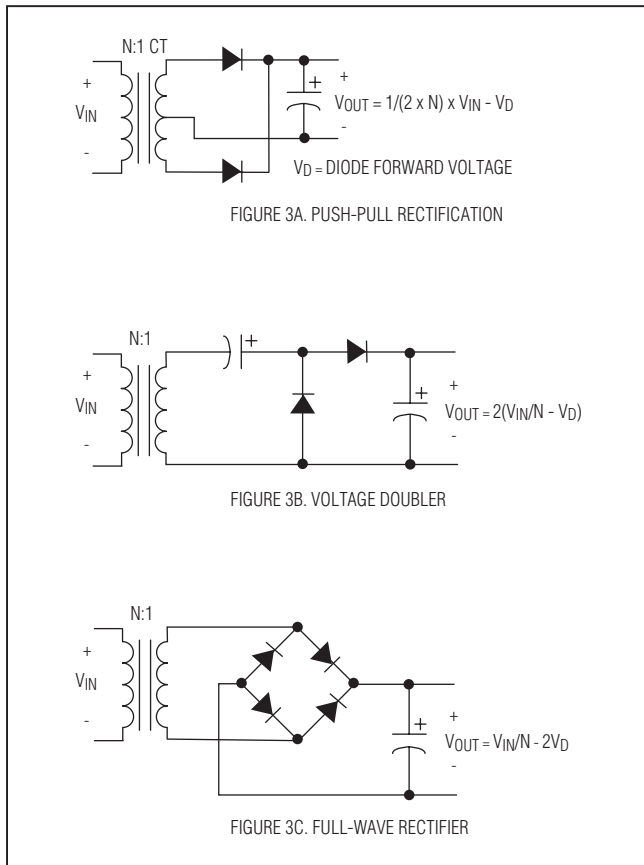 N:1 CT
+
VIN
-
+
+
VOUT = 1/(2 x N) x VIN - VD
-
VD = DIODE FORWARD VOLTAGE
FIGURE 3A. PUSH-PULL RECTIFICATION
N:1
+
VIN
-
+
+
+
VOUT = 2(VIN/N - VD)
-
FIGURE 3B. VOLTAGE DOUBLER
N:1
+
VIN
-
+
+
VOUT = VIN/N - 2VD
-
FIGURE 3C. FULL-WAVE RECTIFIER